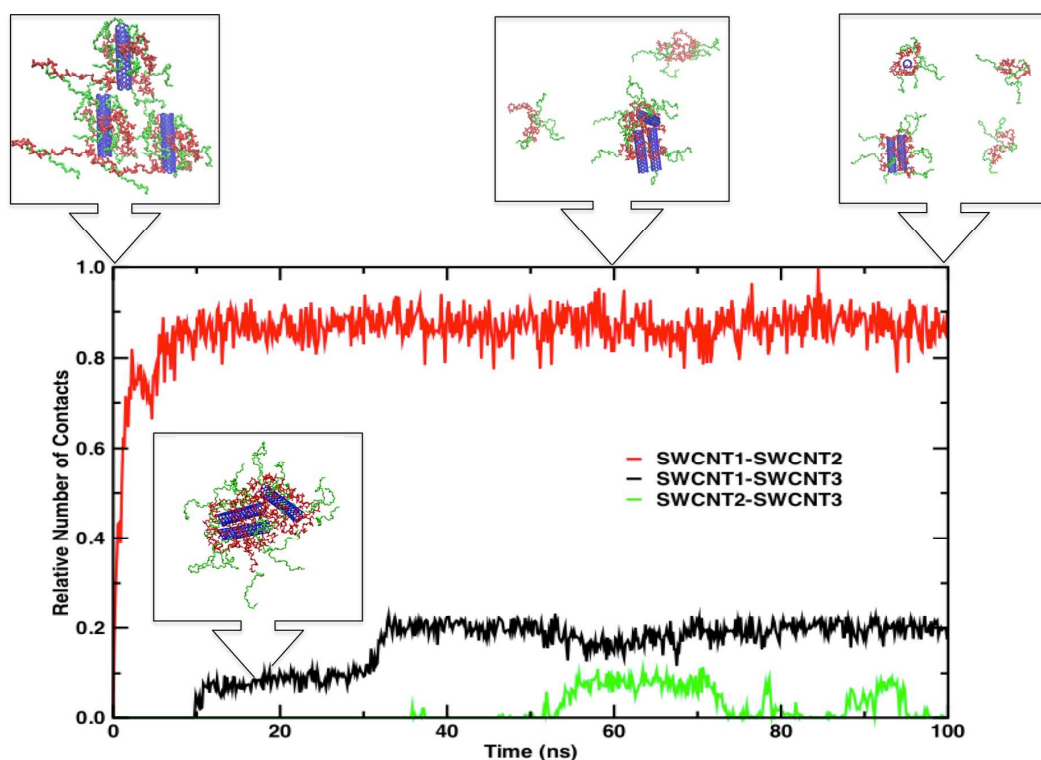 1.0
0.8
0.6
0.4
0.2
0.0
Relative Number of Contacts
SWCNT1-SWCNT2
SWCNT1-SWCNT3
SWCNT2-SWCNT3
0 20 40 60 80 100
Time (ns)